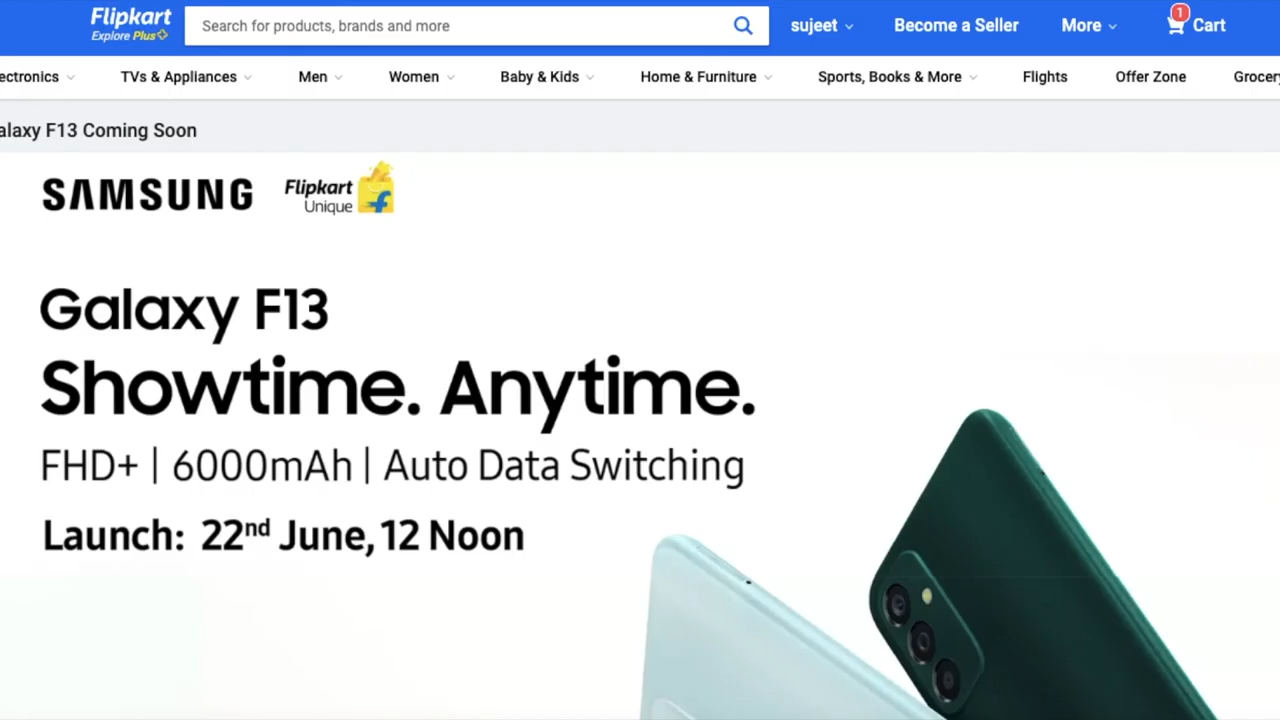 Flipkart
Explore Plus
Search for products, brands and more
sujeet
Become a Seller
More
1
Cart
ectronics
TVs & Appliances
Men
Women
Baby & Kids
Home & Furniture
Sports, Books & More
Flights
Offer Zone
Grocery
alaxy F13 Coming Soon
SAMSUNG
Flipkart
Unique
Galaxy F13
Showtime. Anytime.
FHD+ | 6000mAh | Auto Data Switching
Launch: 22nd June, 12 Noon